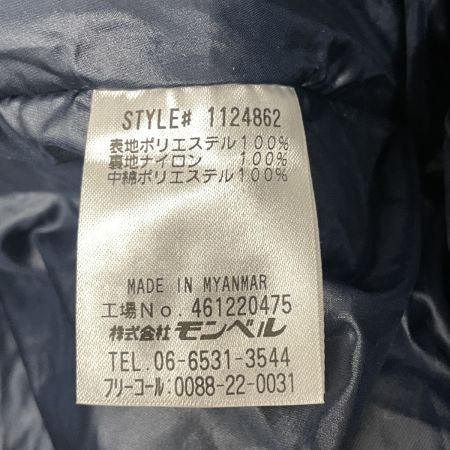 STYLE# 1124862
表地ポリエステル100%
裏地ナイロン 100%
中綿ポリエステル100%
MADE IN MYANMAR
工場No. 461220475
株式会社モンベル
TEL. 06-6531-3544
フリーコール:0088-22-0031